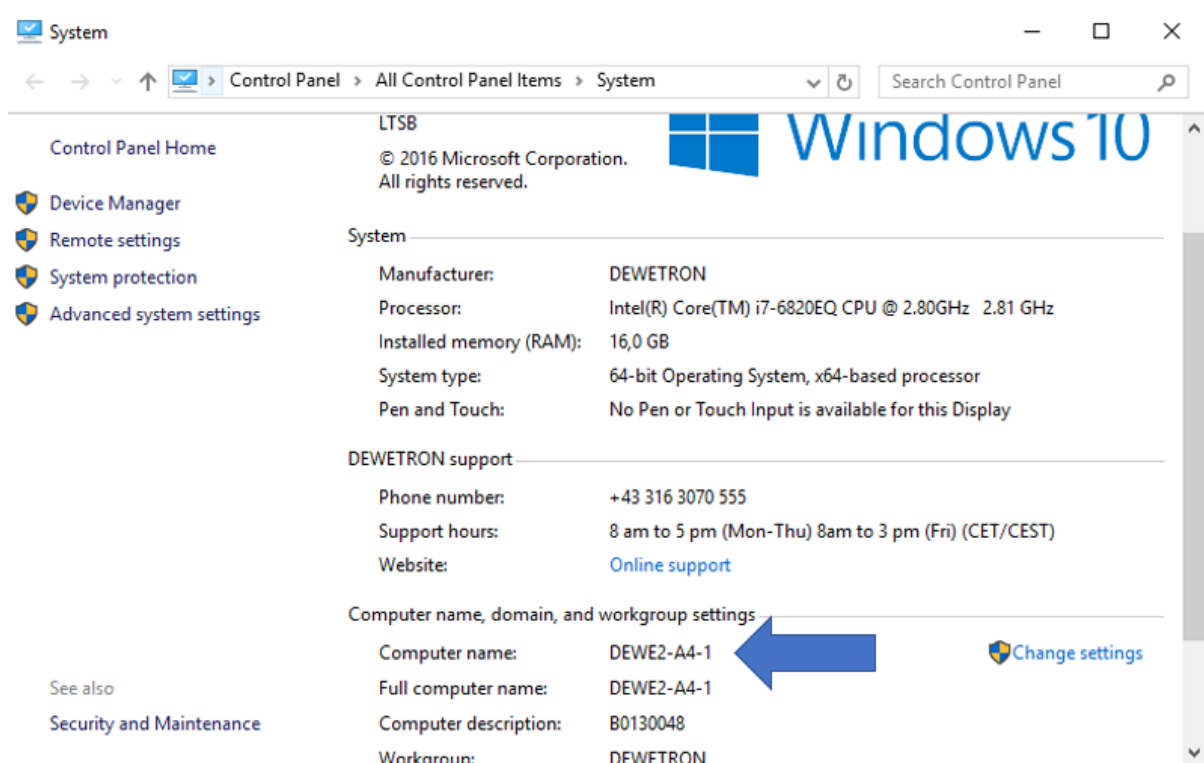 System
Control Panel > All Control Panel Items > System
Search Control Panel
Control Panel Home
Device Manager
Remote settings
System protection
Advanced system settings
See also
Security and Maintenance
LTSB
© 2016 Microsoft Corporation.
All rights reserved.
Windows 10
System
Manufacturer: DEWETRON
Processor: Intel(R) Core(TM) i7-6820EQ CPU @ 2.80GHz 2.81 GHz
Installed memory (RAM): 16,0 GB
System type: 64-bit Operating System, x64-based processor
Pen and Touch: No Pen or Touch Input is available for this Display
DEWETRON support
Phone number: +43 316 3070 555
Support hours: 8 am to 5 pm (Mon-Thu) 8am to 3 pm (Fri) (CET/CEST)
Website: Online support
Computer name, domain, and workgroup settings
Computer name: DEWE2-A4-1 Change settings
Full computer name: DEWE2-A4-1
Computer description: B0130048
Workgroup: DEWETRON